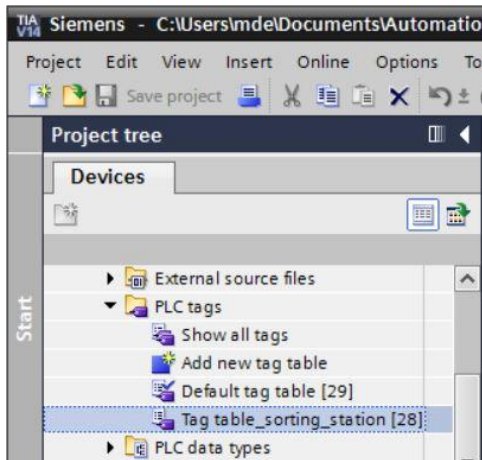 TIA V14 Siemens - C:\Users\mde\Documents\Automatio
Project Edit View Insert Online Options To
Save project
Project tree
Devices
Start
External source files
PLC tags
Show all tags
Add new tag table
Default tag table [29]
Tag table_sorting_station [28]
PLC data types